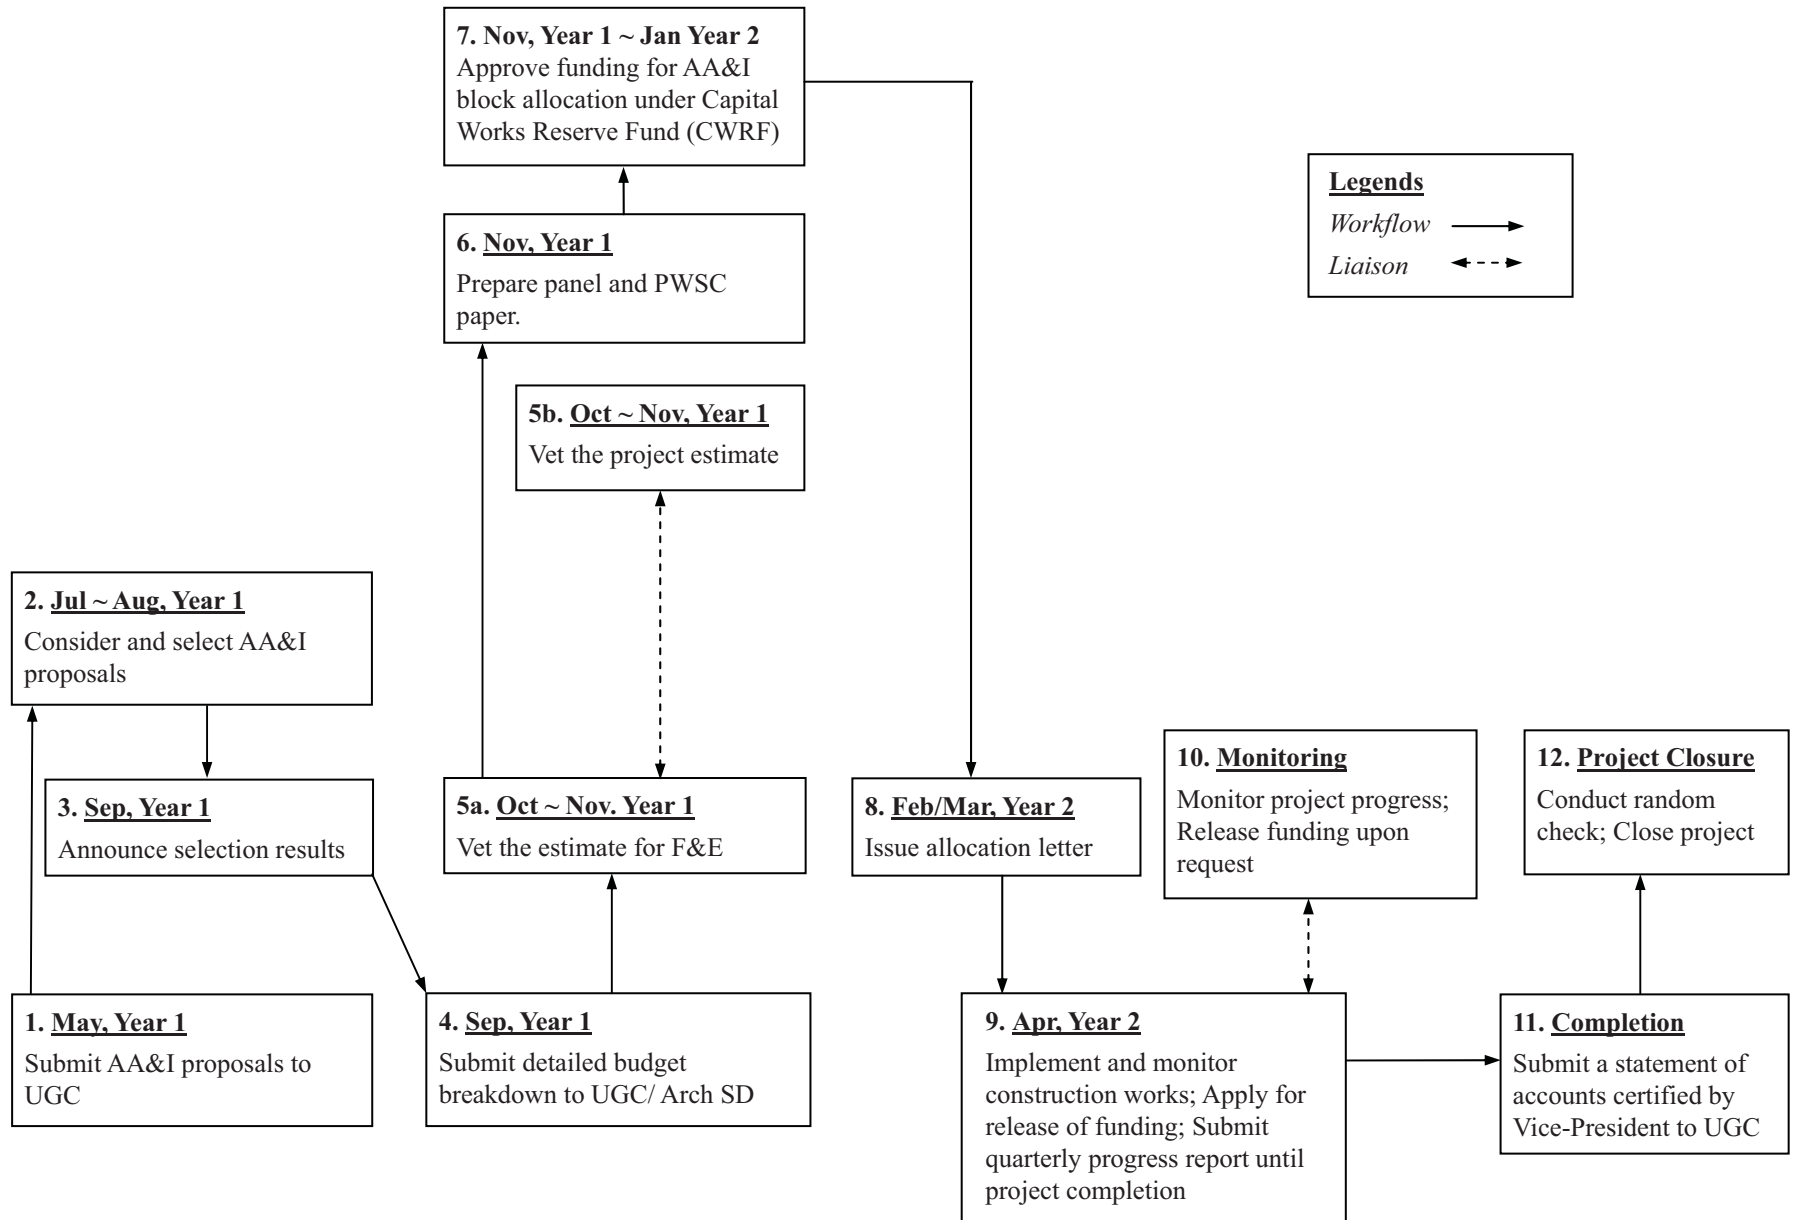 7. Nov, Year 1 ~ Jan Year 2
Approve funding for AA&I
block allocation under Capital
Works Reserve Fund (CWRF)
Legends
Workflow
Liaison
6. Nov, Year 1
Prepare panel and PWSC
paper.
5b. Oct ~ Nov, Year 1
Vet the project estimate
2. Jul ~ Aug, Year 1
Consider and select AA&I
proposals
3. Sep, Year 1
Announce selection results
5a. Oct ~ Nov. Year 1
Vet the estimate for F&E
8. Feb/Mar, Year 2
Issue allocation letter
10. Monitoring
Monitor project progress;
Release funding upon
request
12. Project Closure
Conduct random
check; Close project
1. May, Year 1
Submit AA&I proposals to
UGC
4. Sep, Year 1
Submit detailed budget
breakdown to UGC/ Arch SD
9. Apr, Year 2
Implement and monitor
construction works; Apply for
release of funding; Submit
quarterly progress report until
project completion
11. Completion
Submit a statement of
accounts certified by
Vice-President to UGC